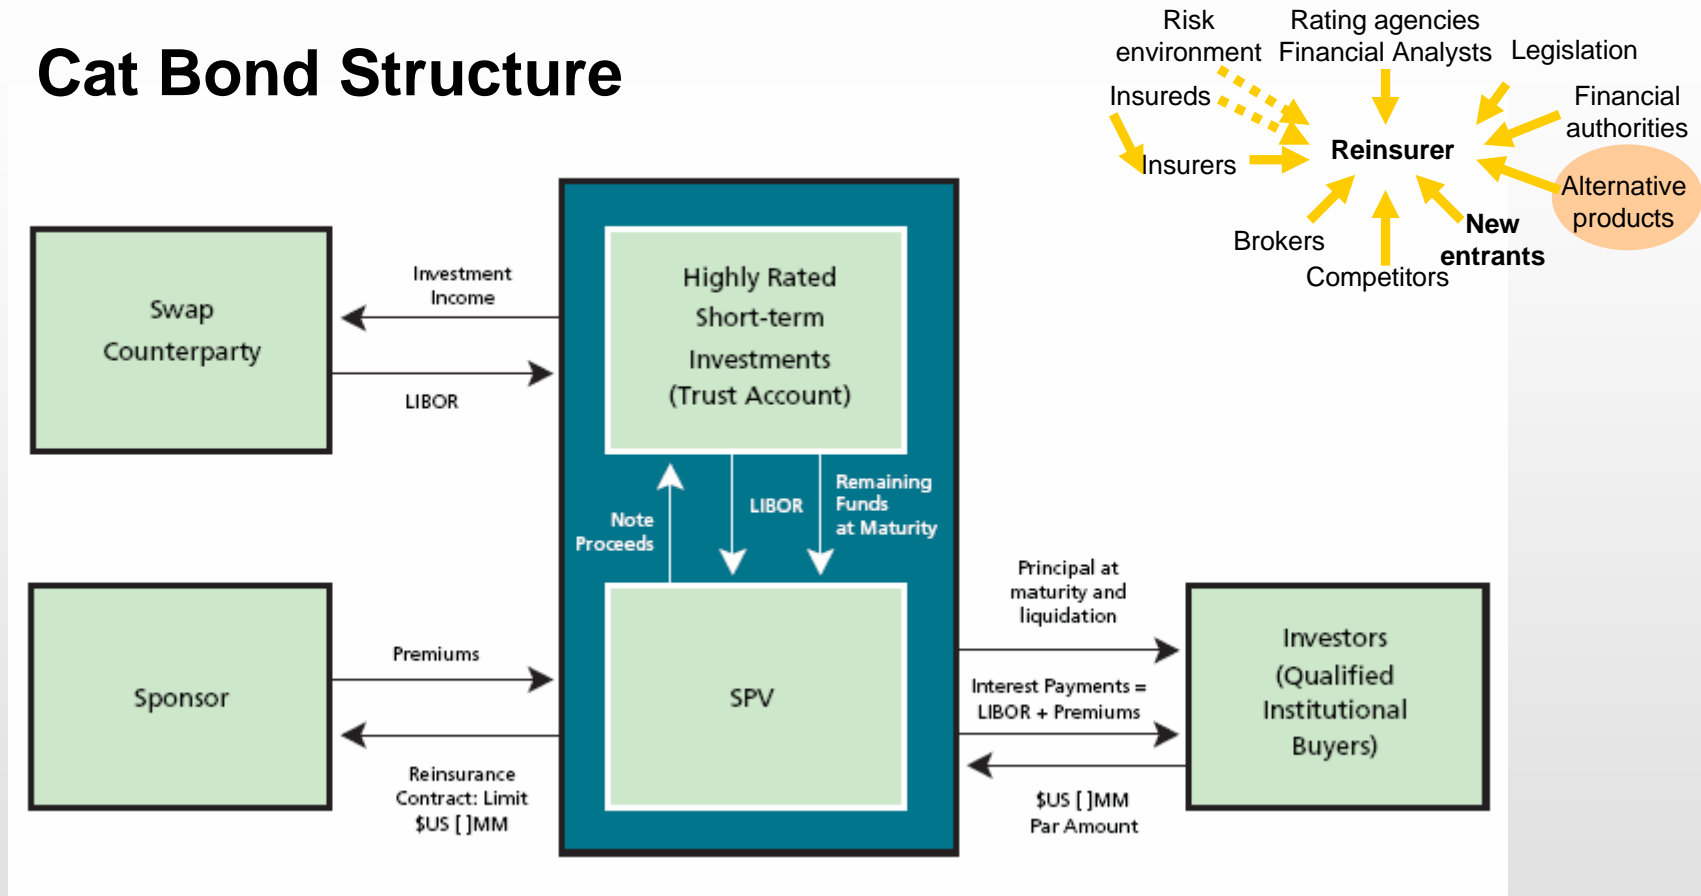 Cat Bond Structure
Risk
environment
Rating agencies
Financial Analysts
Legislation
Insureds
Financial
authorities
Insurers
Reinsurer
Alternative
products
Brokers
New
entrants
Competitors
Swap
Counterparty
Investment
Income
LIBOR
Highly Rated
Short-term
Investments
(Trust Account)
Note
Proceeds
LIBOR
Remaining
Funds
at Maturity
Sponsor
Premiums
Reinsurance
Contract: Limit
$US [ ]MM
SPV
Principal at
maturity and
liquidation
Interest Payments =
LIBOR + Premiums
$US [ ]MM
Par Amount
Investors
(Qualified
Institutional
Buyers)